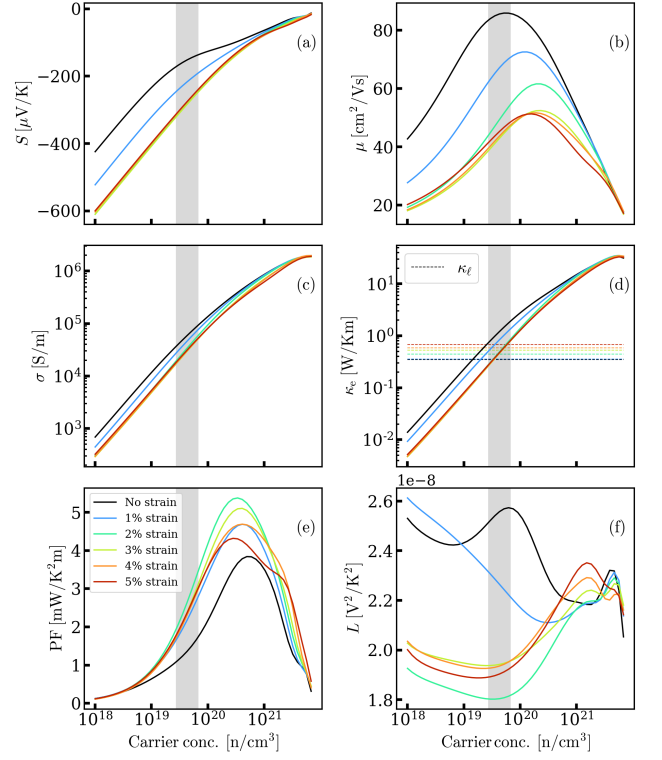 0
−200
−400
−600
S [μV/K]
(a)
80
60
40
20
μ [cm²/Vs]
(b)
10⁶
10⁵
10⁴
10³
σ [S/m]
(c)
10¹
10⁰
10⁻¹
10⁻²
κₑ [W/Km]
κ_ℓ
(d)
5
4
3
2
1
0
PF [mW/K²m]
No strain
1% strain
2% strain
3% strain
4% strain
5% strain
(e)
10¹⁸
10¹⁹
10²⁰
10²¹
Carrier conc. [n/cm³]
1e−8
2.6
2.4
2.2
2.0
1.8
L [V²/K²]
(f)
10¹⁸
10¹⁹
10²⁰
10²¹
Carrier conc. [n/cm³]